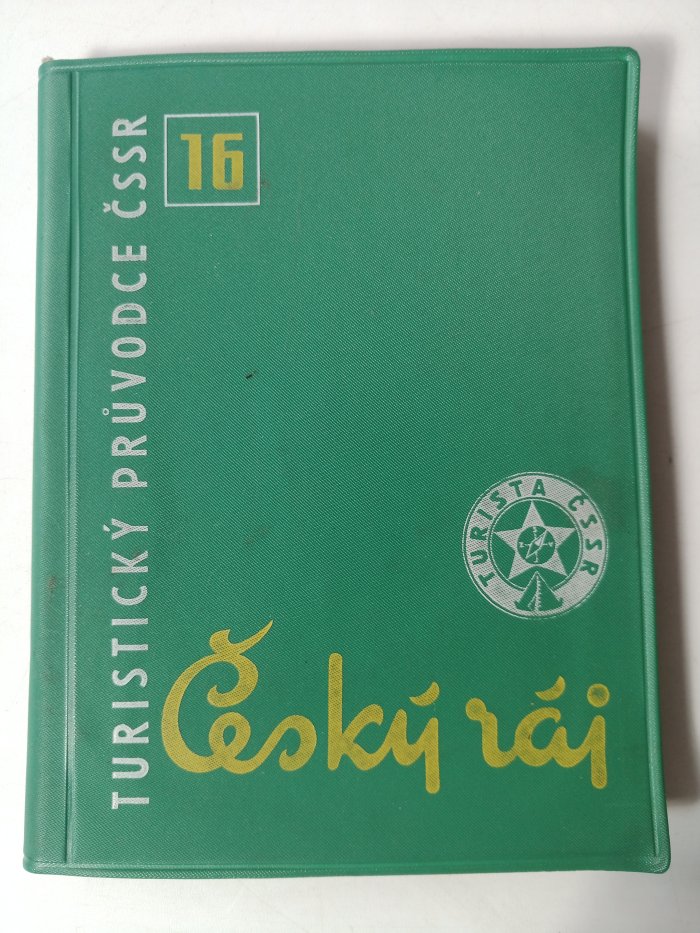 TURISTICKÝ PRŮVODCE ČSSR
16
TURISTA ČSSR
Český ráj